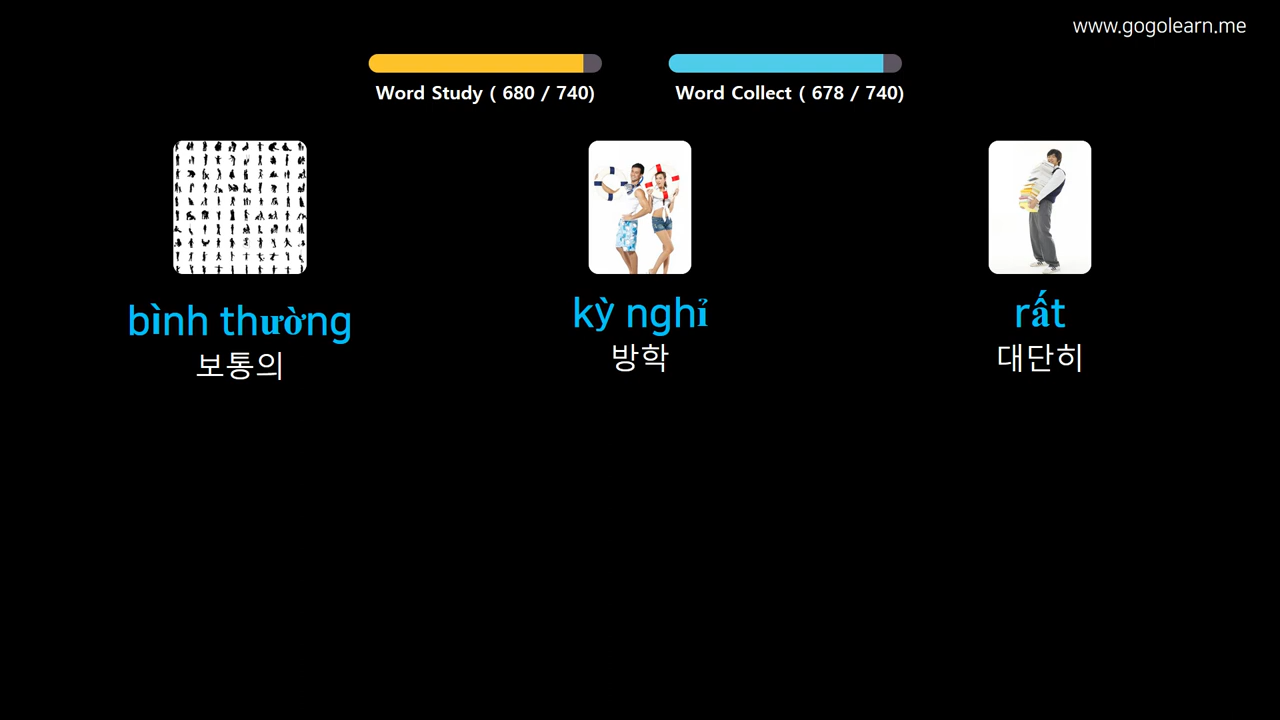 www.gogolearn.me
Word Study ( 680 / 740)
Word Collect ( 678 / 740)
bình thường
보통의
kỳ nghỉ
방학
rất
대단히